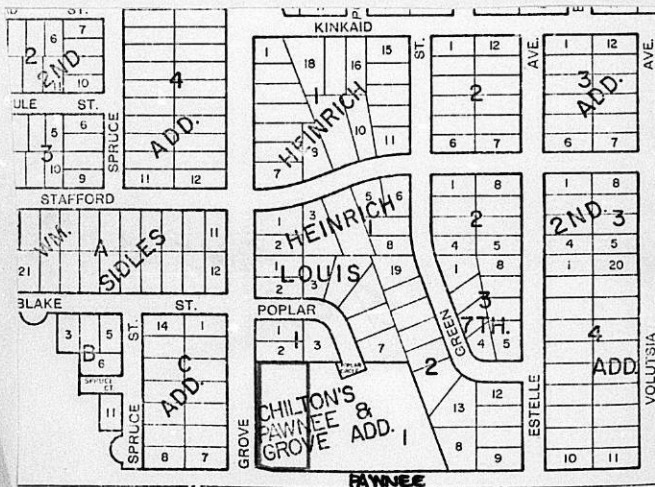 ST.
KINKAID
7
6
2
2ND
11
10
ULE
ST.
5
6
3
10
9
SPRUCE
4
ADD.
11
12
1
18
16
15
1
HEINRICH
9
10
7
11
ST.
1
12
2
6
7
AVE.
1
12
3
ADD.
6
7
AVE.
STAFFORD
WM.
A
SIDLES
11
21
12
1
3
5
6
HEINRICH
1
2
8
1
LOUIS
2
3
19
1
8
2
4
5
1
8
3
7TH.
4
5
1
8
2ND.
3
4
5
1
20
4
ADD.
10
11
BLAKE
ST.
POPLAR
3
5
B
6
SPRUCE
CT.
11
ST.
SPRUCE
14
1
C
ADD.
8
7
GROVE
1
1
2
3
7
CHILTON'S
PAWNEE
GROVE
&
ADD.
1
2
GREEN
13
12
8
9
ESTELLE
VOLUTSIA
PAWNEE